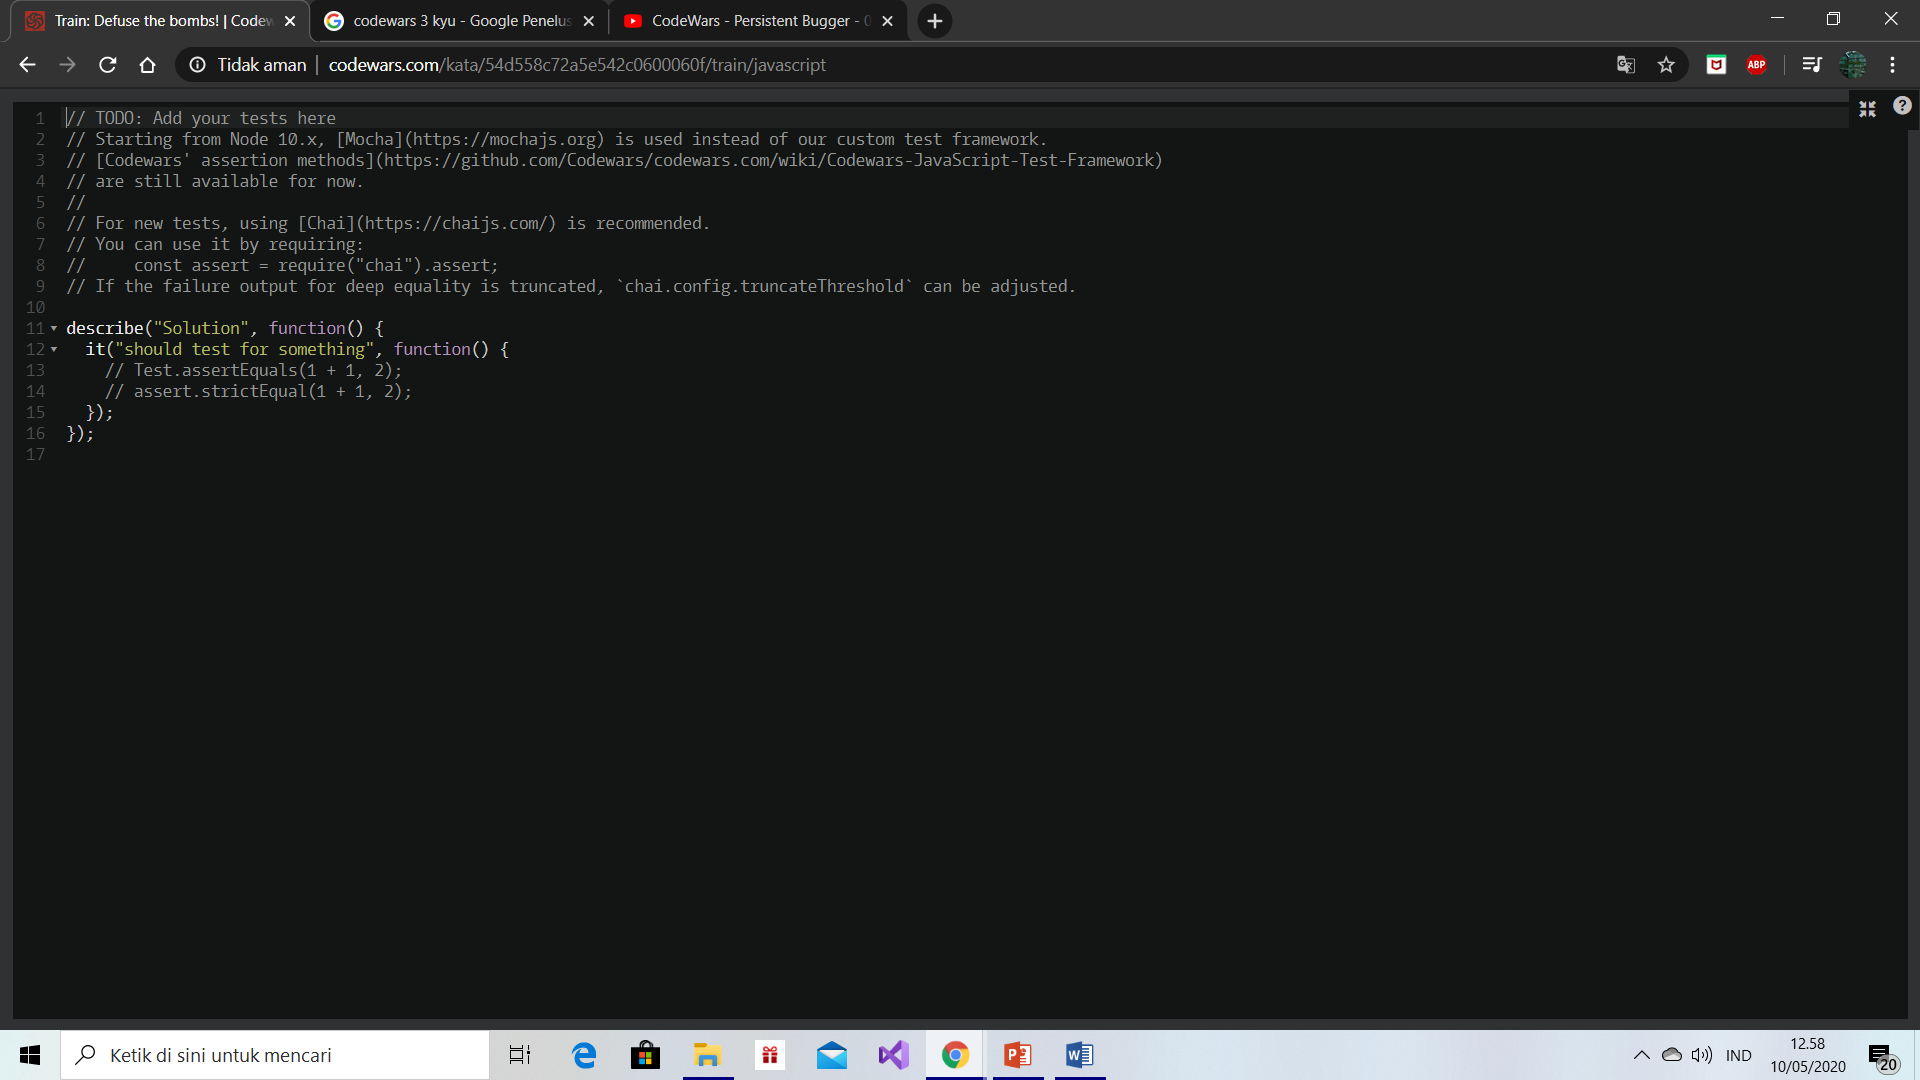 Train: Defuse the bombs! | Codew
codewars 3 kyu - Google Penelus
CodeWars - Persistent Bugger - 0
Tidak aman | codewars.com/kata/54d558c72a5e542c0600060f/train/javascript
ABP
1 // TODO: Add your tests here
2 // Starting from Node 10.x, [Mocha](https://mochajs.org) is used instead of our custom test framework.
3 // [Codewars' assertion methods](https://github.com/Codewars/codewars.com/wiki/Codewars-JavaScript-Test-Framework)
4 // are still available for now.
5 //
6 // For new tests, using [Chai](https://chaijs.com/) is recommended.
7 // You can use it by requiring:
8 //     const assert = require("chai").assert;
9 // If the failure output for deep equality is truncated, `chai.config.truncateThreshold` can be adjusted.
10
11 describe("Solution", function() {
12   it("should test for something", function() {
13     // Test.assertEquals(1 + 1, 2);
14     // assert.strictEqual(1 + 1, 2);
15   });
16 });
17
Ketik di sini untuk mencari
IND
12.58
10/05/2020
20